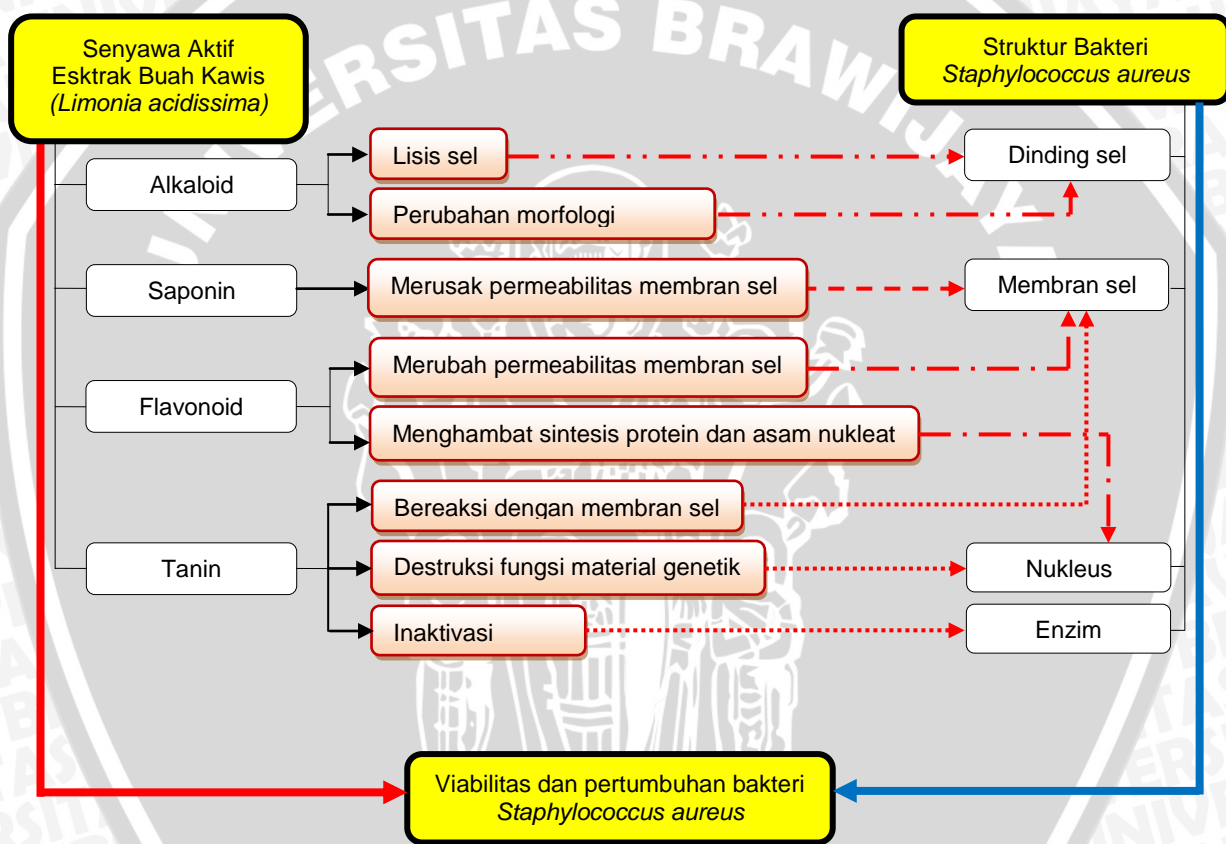 UNIVERSITAS BRAWIJAYA
Senyawa Aktif
Esktrak Buah Kawis
(Limonia acidissima)
Struktur Bakteri
Staphylococcus aureus
Alkaloid
Lisis sel
Dinding sel
Perubahan morfologi
Saponin
Merusak permeabilitas membran sel
Membran sel
Flavonoid
Merubah permeabilitas membran sel
Menghambat sintesis protein dan asam nukleat
Tanin
Bereaksi dengan membran sel
Destruksi fungsi material genetik
Nukleus
Inaktivasi
Enzim
Viabilitas dan pertumbuhan bakteri
Staphylococcus aureus